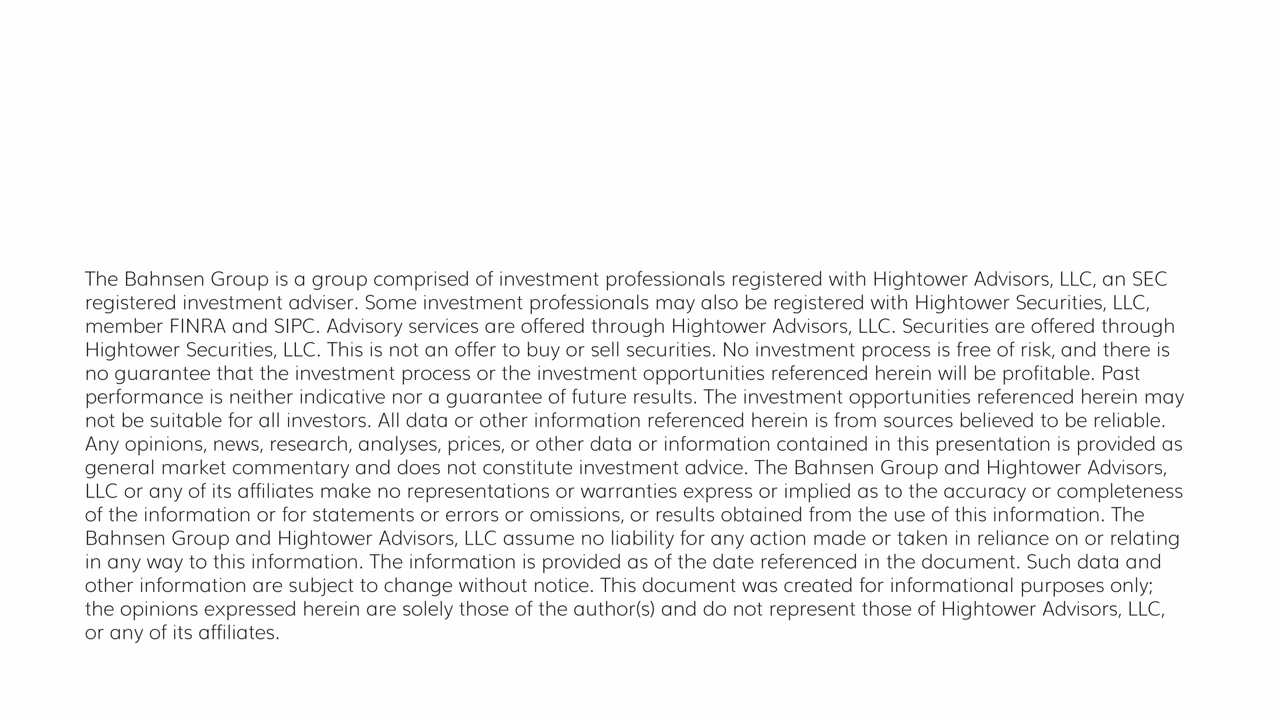 The Bahnsen Group is a group comprised of investment professionals registered with Hightower Advisors, LLC, an SEC
registered investment adviser. Some investment professionals may also be registered with Hightower Securities, LLC,
member FINRA and SIPC. Advisory services are offered through Hightower Advisors, LLC. Securities are offered through
Hightower Securities, LLC. This is not an offer to buy or sell securities. No investment process is free of risk, and there is
no guarantee that the investment process or the investment opportunities referenced herein will be profitable. Past
performance is neither indicative nor a guarantee of future results. The investment opportunities referenced herein may
not be suitable for all investors. All data or other information referenced herein is from sources believed to be reliable.
Any opinions, news, research, analyses, prices, or other data or information contained in this presentation is provided as
general market commentary and does not constitute investment advice. The Bahnsen Group and Hightower Advisors,
LLC or any of its affiliates make no representations or warranties express or implied as to the accuracy or completeness
of the information or for statements or errors or omissions, or results obtained from the use of this information. The
Bahnsen Group and Hightower Advisors, LLC assume no liability for any action made or taken in reliance on or relating
in any way to this information. The information is provided as of the date referenced in the document. Such data and
other information are subject to change without notice. This document was created for informational purposes only;
the opinions expressed herein are solely those of the author(s) and do not represent those of Hightower Advisors, LLC,
or any of its affiliates.